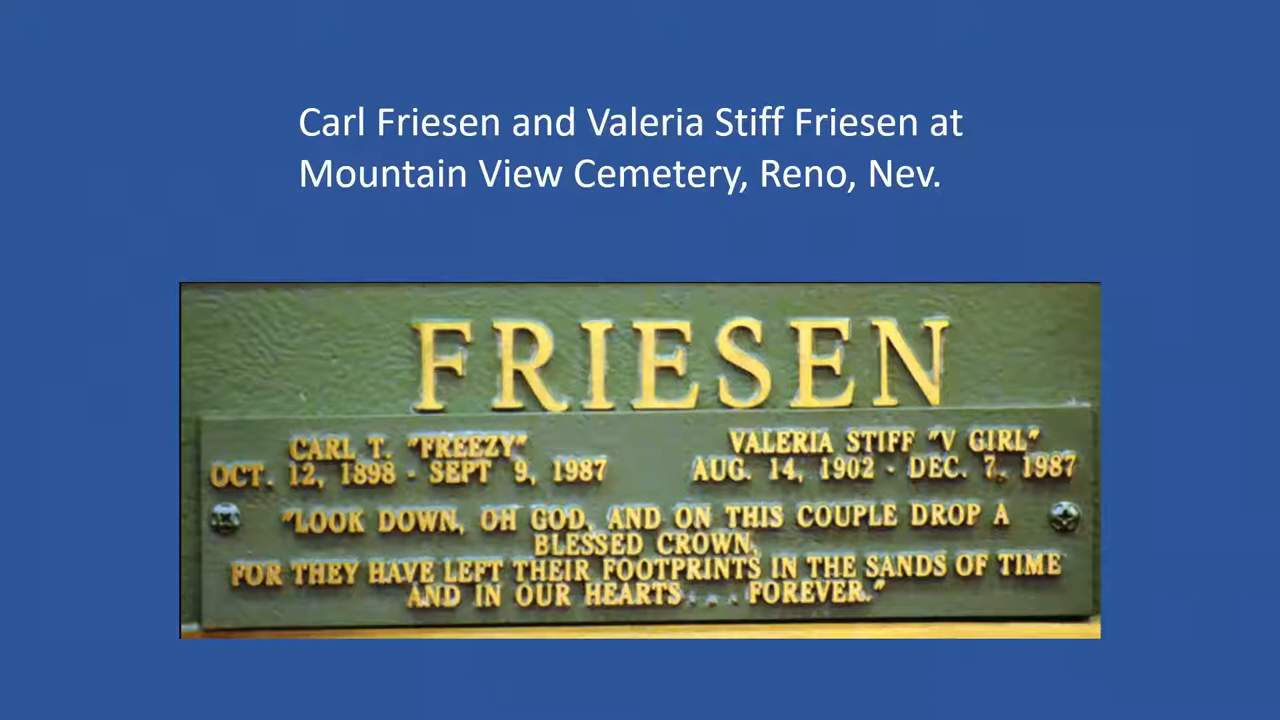 Carl Friesen and Valeria Stiff Friesen at
Mountain View Cemetery, Reno, Nev.
FRIESEN
CARL T. "FREEZY"
OCT. 12, 1898 - SEPT 9, 1987
VALERIA STIFF "V GIRL"
AUG. 14, 1902 - DEC. 7, 1987
"LOOK DOWN, OH GOD, AND ON THIS COUPLE DROP A
BLESSED CROWN,
FOR THEY HAVE LEFT THEIR FOOTPRINTS IN THE SANDS OF TIME
AND IN OUR HEARTS . . . FOREVER."